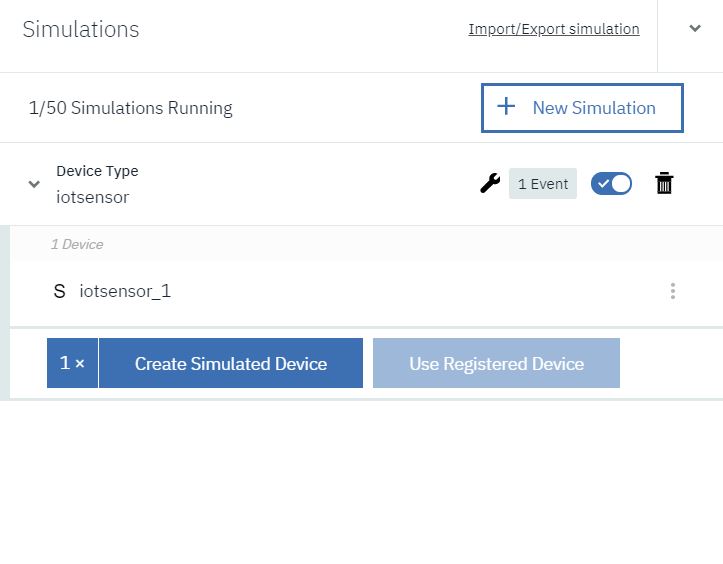 Simulations
Import/Export simulation
1/50 Simulations Running
+ New Simulation
Device Type
iotsensor
1 Event
1 Device
S iotsensor_1
1 ×
Create Simulated Device
Use Registered Device